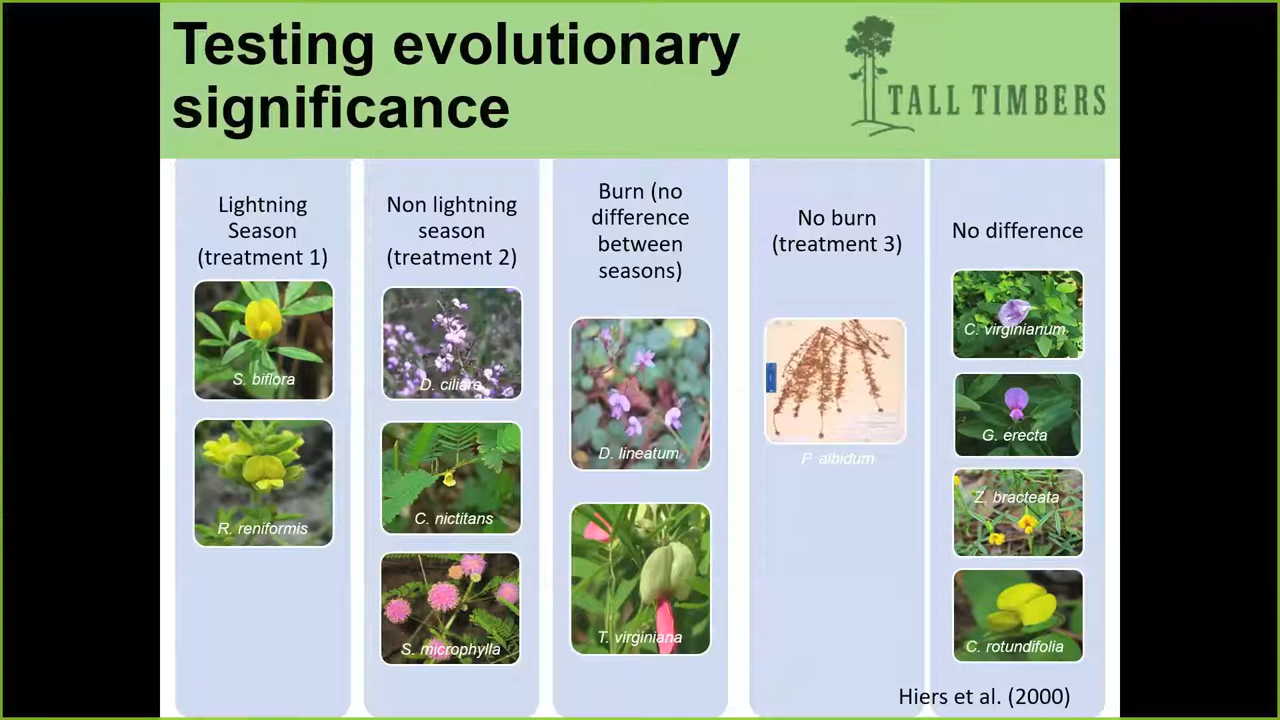 Testing evolutionary
significance
TALL TIMBERS
Lightning
Season
(treatment 1)
S. biflora
R. reniformis
Non lightning
season
(treatment 2)
D. ciliare
C. nictitans
S. microphylla
Burn (no
difference
between
seasons)
D. lineatum
T. virginiana
No burn
(treatment 3)
P. albidum
No difference
C. virginianum
G. erecta
Z. bracteata
C. rotundifolia
Hiers et al. (2000)